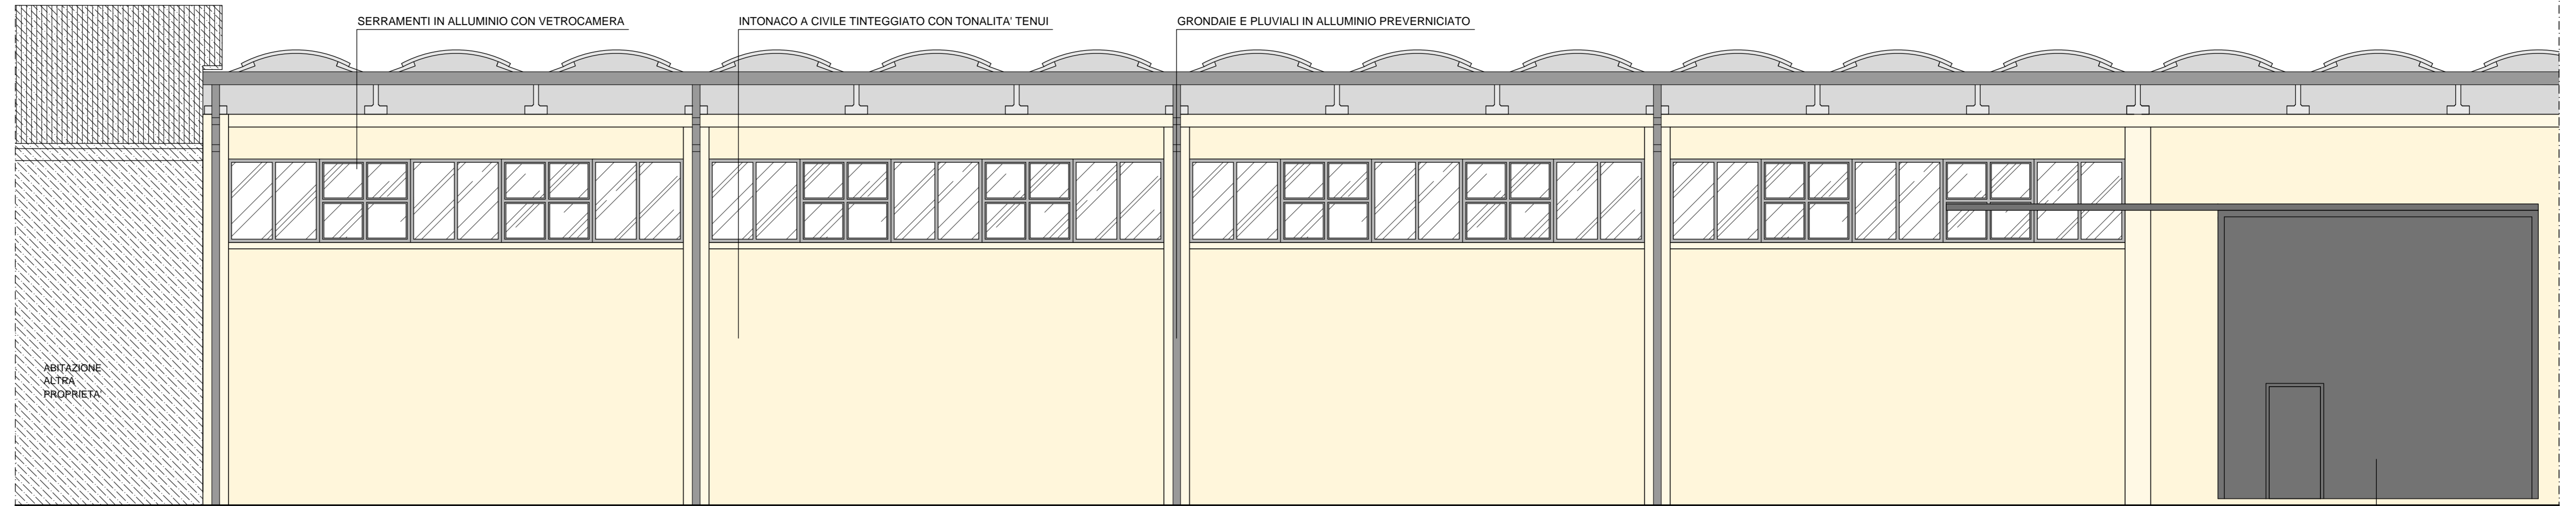 SERRAMENTI IN ALLUMINIO CON VETROCAMERA
INTONACO A CIVILE TINTEGGIATO CON TONALITA' TENUI
GRONDAIE E PLUVIALI IN ALLUMINIO PREVERNICIATO
ABITAZIONE
ALTRA
PROPRIETA'